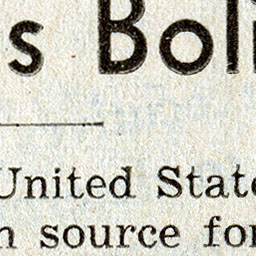 s Boli
United State
n source for